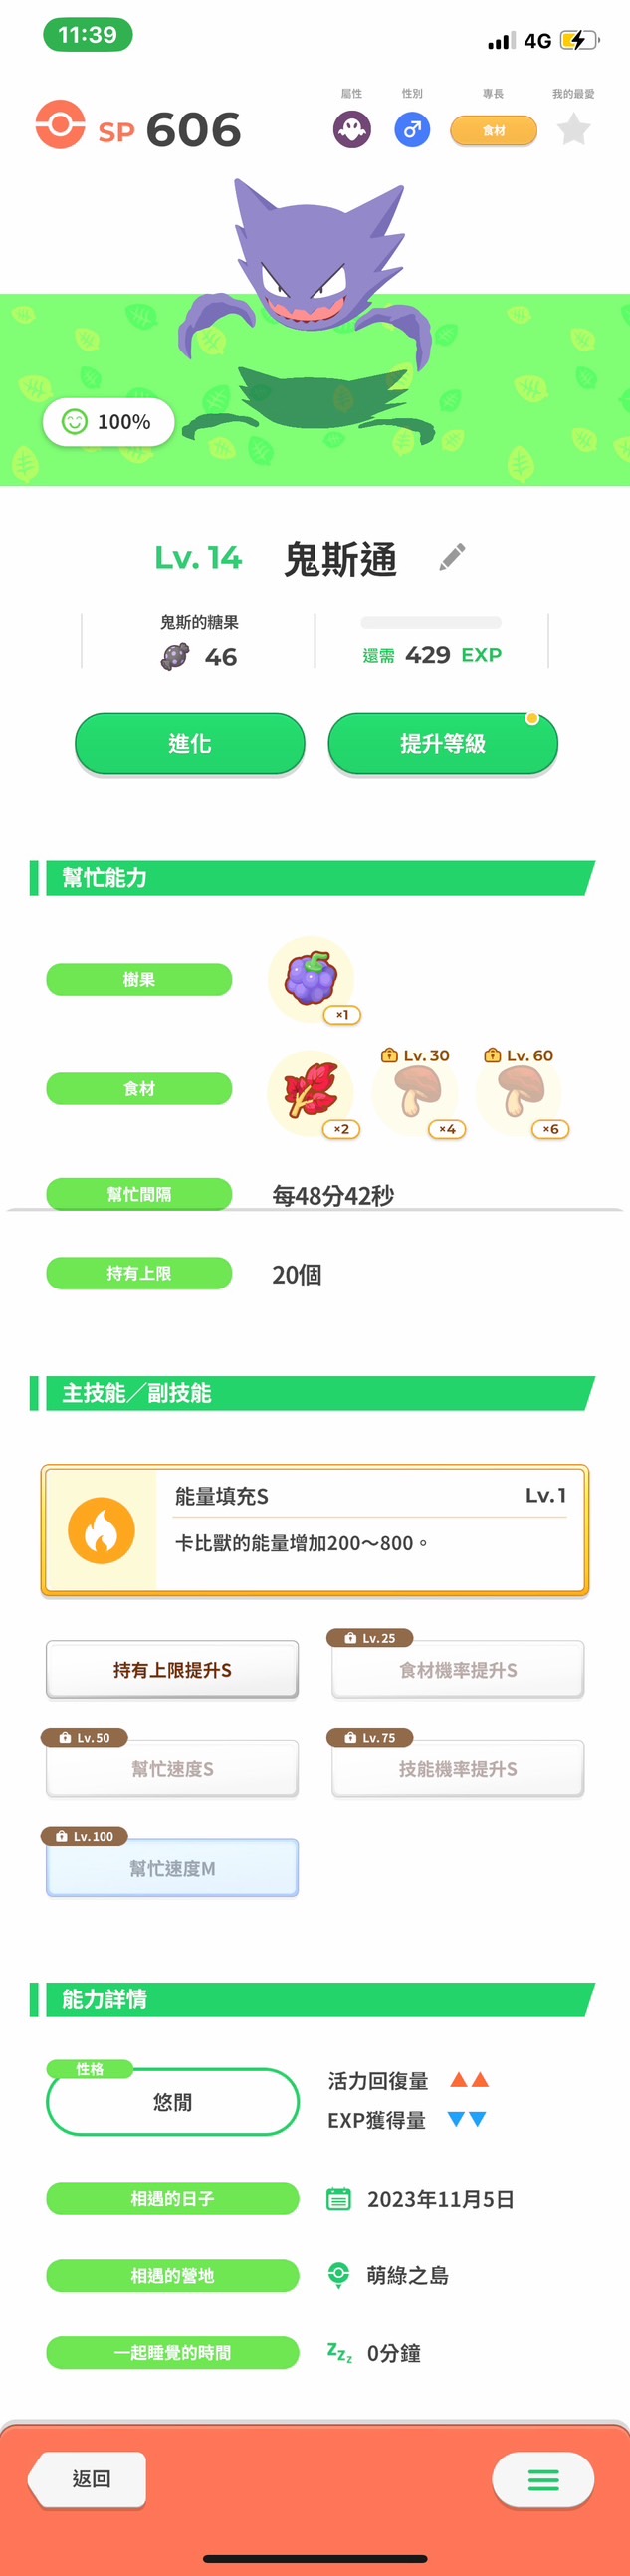 11:39
4G
屬性 性別 專長 我的最愛
SP 606
食材
100%
Lv. 14 鬼斯通
鬼斯的糖果
46
還需 429 EXP
進化 提升等級
幫忙能力
樹果
×1
Lv. 30 Lv. 60
食材
×2 ×4 ×6
幫忙間隔 每48分42秒
持有上限 20個
主技能／副技能
能量填充S Lv.1
卡比獸的能量增加200～800。
Lv.25
持有上限提升S 食材機率提升S
Lv.50 Lv.75
幫忙速度S 技能機率提升S
Lv.100
幫忙速度M
能力詳情
性格
悠閒
活力回復量
EXP獲得量
相遇的日子 2023年11月5日
相遇的營地 萌綠之島
一起睡覺的時間 zzz 0分鐘
返回